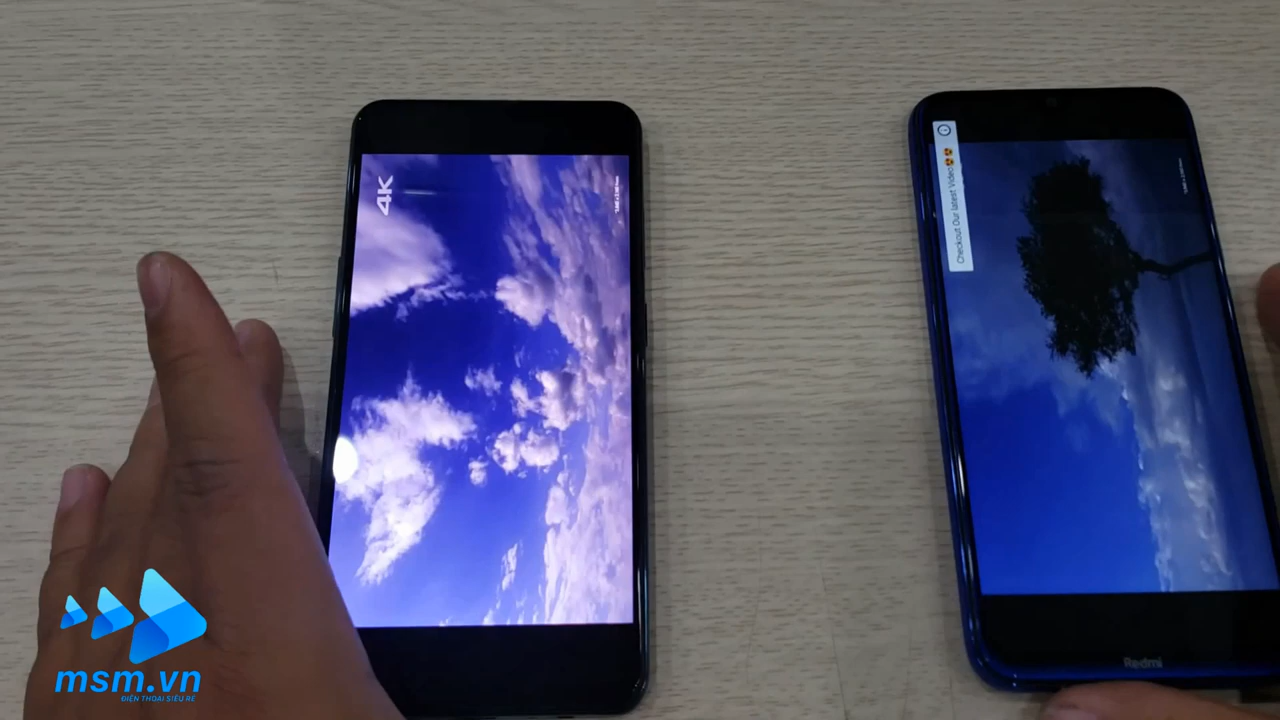 4K
Checkout Our latest Video☢☢
Redmi
msm.vn
ĐIỆN THOẠI SIÊU RẺ